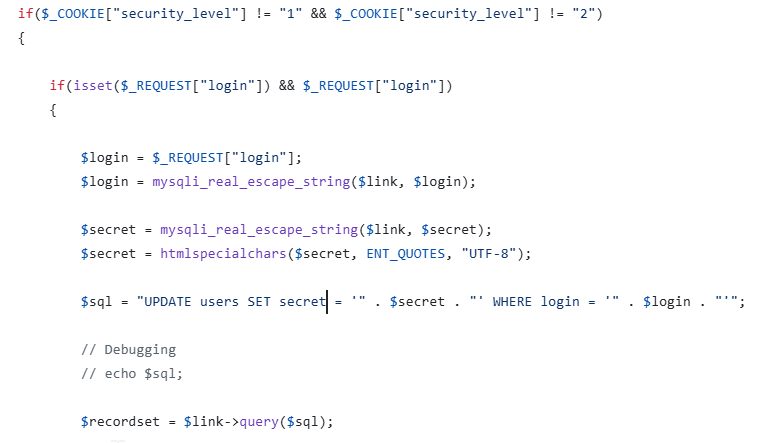 if($_COOKIE["security_level"] != "1" && $_COOKIE["security_level"] != "2")
{
if(isset($_REQUEST["login"]) && $_REQUEST["login"])
{
$login = $_REQUEST["login"];
$login = mysqli_real_escape_string($link, $login);
$secret = mysqli_real_escape_string($link, $secret);
$secret = htmlspecialchars($secret, ENT_QUOTES, "UTF-8");
$sql = "UPDATE users SET secret = '" . $secret . "' WHERE login = '" . $login . "'";
// Debugging
// echo $sql;
$recordset = $link->query($sql);